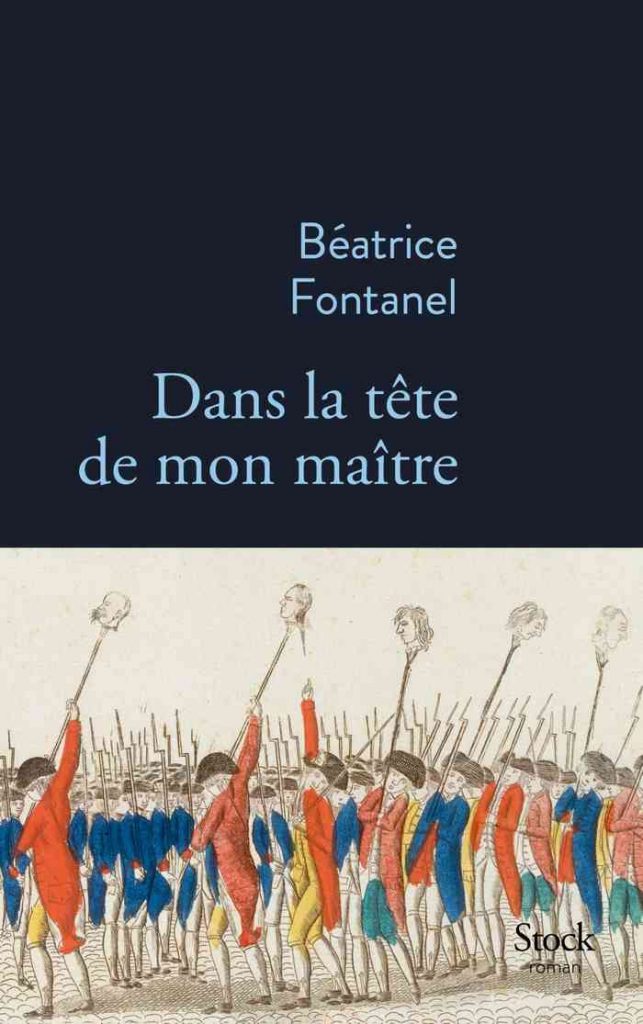 Béatrice
Fontanel
Dans la tête
de mon maître
Stock
roman